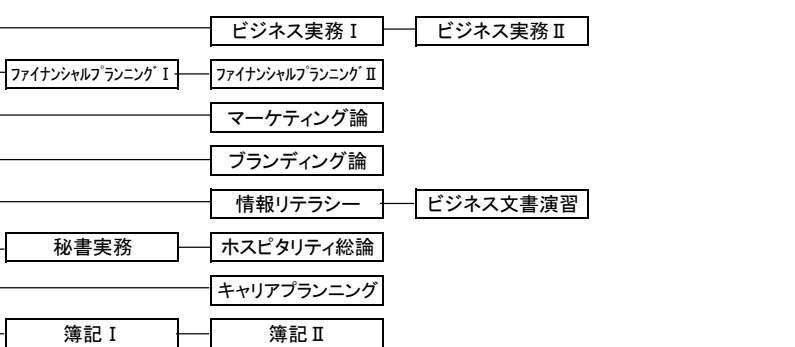 ビジネス実務Ⅰ ビジネス実務Ⅱ
ファイナンシャルプランニングⅠ ファイナンシャルプランニングⅡ
マーケティング論
ブランディング論
情報リテラシー ビジネス文書演習
秘書実務 ホスピタリティ総論
キャリアプランニング
簿記Ⅰ 簿記Ⅱ